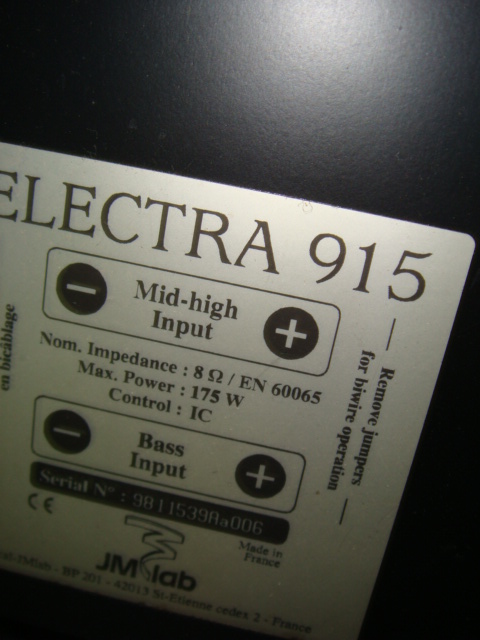 ELECTRA 915
Mid-high
Input
Nom. Impedance : 8 Ω / EN 60065
Max. Power : 175 W
Control : IC
Bass
Input
Serial N° : 9811539Aa006
CE
Made in
France
JMlab
JMlab - BP 201 - 42013 St-Etienne cedex 2 - France
Remove jumpers
for biwire operation
en bicâblage